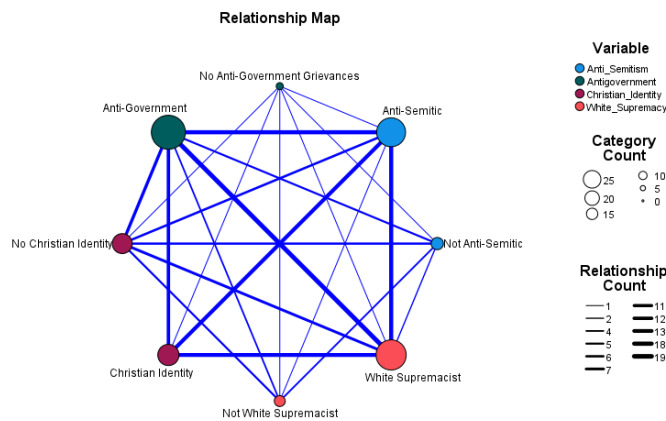 Relationship Map
No Anti-Government Grievances
Anti-Government
Anti-Semitic
No Christian Identity
Not Anti-Semitic
Christian Identity
White Supremacist
Not White Supremacist
Variable
Anti_Semitism
Antigovernment
Christian_Identity
White_Supremacy
Category
Count
25
20
15
10
5
0
Relationship
Count
1
2
4
5
6
7
11
12
13
18
19